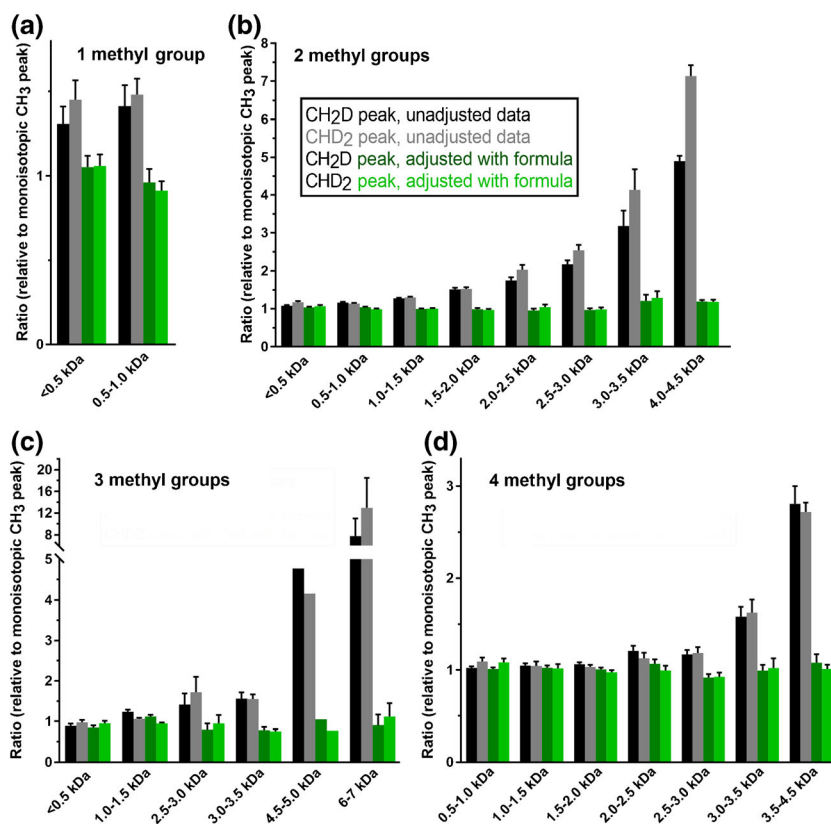 (a)
1 methyl group
Ratio (relative to monoisotopic CH3 peak)
1
0
<0.5 kDa
0.5-1.0 kDa
(b)
2 methyl groups
CH2D peak, unadjusted data
CHD2 peak, unadjusted data
CH2D peak, adjusted with formula
CHD2 peak, adjusted with formula
Ratio (relative to monoisotopic CH3 peak)
8
7
6
5
4
3
2
1
0
<0.5 kDa
0.5-1.0 kDa
1.0-1.5 kDa
1.5-2.0 kDa
2.0-2.5 kDa
2.5-3.0 kDa
3.0-3.5 kDa
4.0-4.5 kDa
(c)
3 methyl groups
Ratio (relative to monoisotopic CH3 peak)
20
16
12
8
5
4
3
2
1
0
<0.5 kDa
1.0-1.5 kDa
2.5-3.0 kDa
3.0-3.5 kDa
4.5-5.0 kDa
6-7 kDa
(d)
4 methyl groups
Ratio (relative to monoisotopic CH3 peak)
3
2
1
0
0.5-1.0 kDa
1.0-1.5 kDa
1.5-2.0 kDa
2.0-2.5 kDa
2.5-3.0 kDa
3.0-3.5 kDa
3.5-4.5 kDa